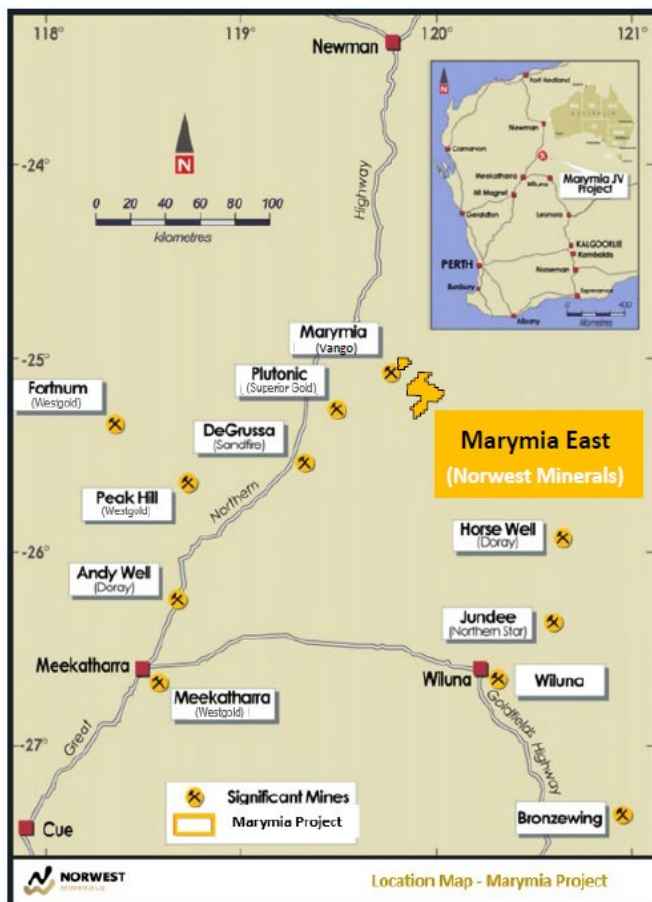 118°
119°
120°
121°
Newman
-24
N
0 20 40 60 80 100
kilometres
Highway
N
Port Hedland
Newman
AUSTRALIA
Carnarvon
Meekatharra
Wiluna
Mt Magnet
Marymia JV
Project
Geraldton
Leonora
KALGOORLIE
Kambalda
PERTH
Norseman
Bunbury
Esperance
Albany
0 400
kilometres
-25
Marymia
(Vango)
Plutonic
(Superior Gold)
Fortnum
(Westgold)
DeGrussa
(Sandfire)
Marymia East
(Norwest Minerals)
Peak Hill
(Westgold)
Northern
-26
Horse Well
(Doray)
Andy Well
(Doray)
Jundee
(Northern Star)
Meekatharra
Wiluna
Wiluna
Meekatharra
(Westgold)
Great
Goldfields Highway
-27
Significant Mines
Marymia Project
Bronzewing
Cue
NORWEST
MINERALS
Location Map - Marymia Project